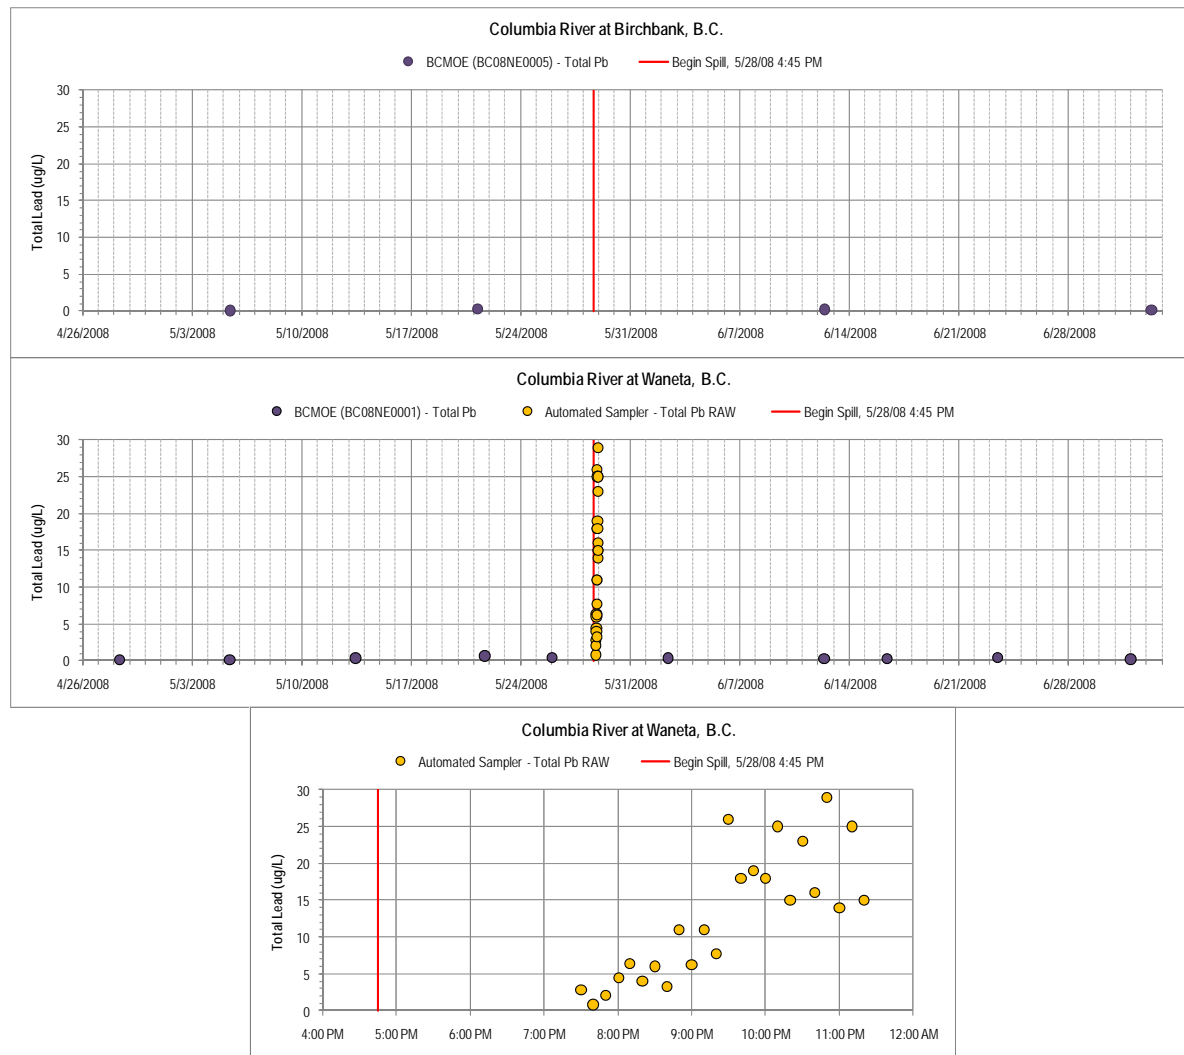 Columbia River at Birchbank, B.C.
BCMOE (BC08NE0005) - Total Pb Begin Spill, 5/28/08 4:45 PM
30
25
20
15
10
5
0
Total Lead (ug/L)
4/26/2008 5/3/2008 5/10/2008 5/17/2008 5/24/2008 5/31/2008 6/7/2008 6/14/2008 6/21/2008 6/28/2008
Columbia River at Waneta, B.C.
BCMOE (BC08NE0001) - Total Pb Automated Sampler - Total Pb RAW Begin Spill, 5/28/08 4:45 PM
30
25
20
15
10
5
0
Total Lead (ug/L)
4/26/2008 5/3/2008 5/10/2008 5/17/2008 5/24/2008 5/31/2008 6/7/2008 6/14/2008 6/21/2008 6/28/2008
Columbia River at Waneta, B.C.
Automated Sampler - Total Pb RAW Begin Spill, 5/28/08 4:45 PM
30
25
20
15
10
5
0
Total Lead (ug/L)
4:00 PM 5:00 PM 6:00 PM 7:00 PM 8:00 PM 9:00 PM 10:00 PM 11:00 PM 12:00 AM